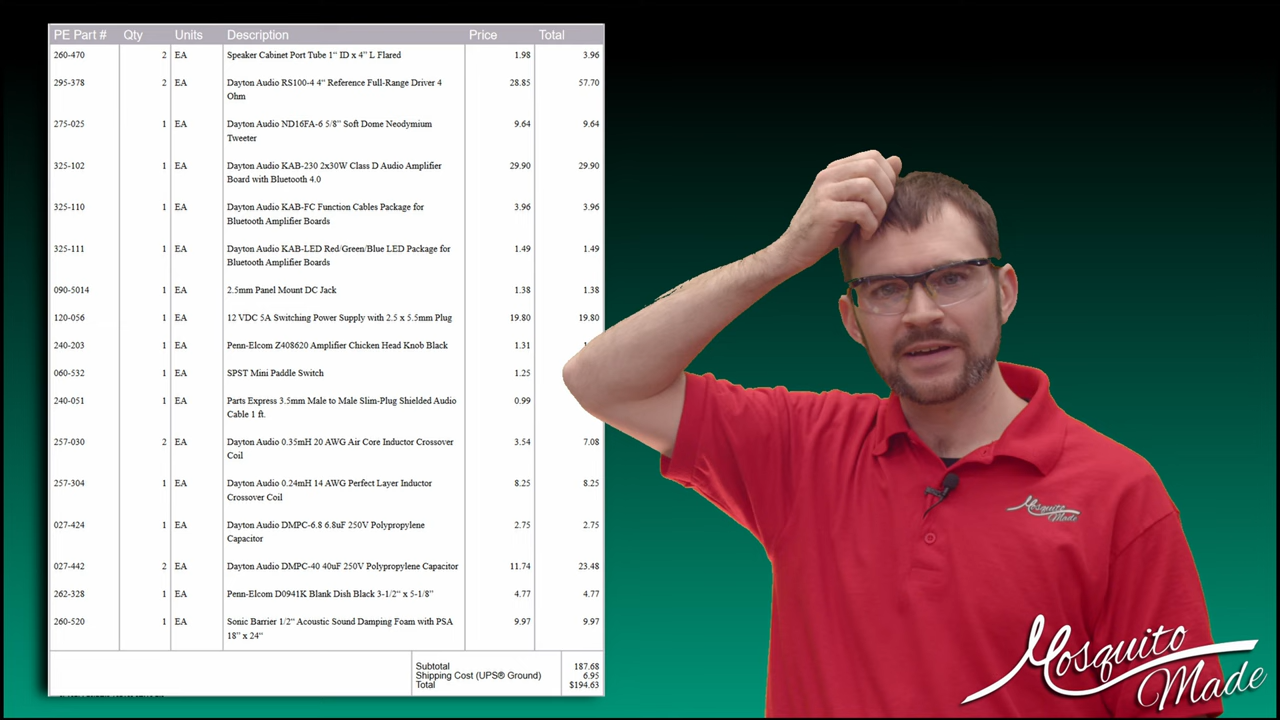 PE Part # Qty Units Description Price Total
260-470 2 EA Speaker Cabinet Port Tube 1" ID x 4" L Flared 1.98 3.96
295-378 2 EA Dayton Audio RS100-4 4" Reference Full-Range Driver 4 28.85 57.70
Ohm
275-025 1 EA Dayton Audio ND16FA-6 5/8" Soft Dome Neodymium 9.64 9.64
Tweeter
325-102 1 EA Dayton Audio KAB-230 2x30W Class D Audio Amplifier 29.90 29.90
Board with Bluetooth 4.0
325-110 1 EA Dayton Audio KAB-FC Function Cables Package for 3.96 3.96
Bluetooth Amplifier Boards
325-111 1 EA Dayton Audio KAB-LED Red/Green/Blue LED Package for 1.49 1.49
Bluetooth Amplifier Boards
090-5014 1 EA 2.5mm Panel Mount DC Jack 1.38 1.38
120-056 1 EA 12 VDC 5A Switching Power Supply with 2.5 x 5.5mm Plug 19.80 19.80
240-203 1 EA Penn-Elcom Z408620 Amplifier Chicken Head Knob Black 1.31
060-532 1 EA SPST Mini Paddle Switch 1.25
240-051 1 EA Parts Express 3.5mm Male to Male Slim-Plug Shielded Audio 0.99
Cable 1 ft.
257-030 2 EA Dayton Audio 0.35mH 20 AWG Air Core Inductor Crossover 3.54 7.08
Coil
257-304 1 EA Dayton Audio 0.24mH 14 AWG Perfect Layer Inductor 8.25 8.25
Crossover Coil
027-424 1 EA Dayton Audio DMPC-6.8 6.8uF 250V Polypropylene 2.75 2.75
Capacitor
027-442 2 EA Dayton Audio DMPC-40 40uF 250V Polypropylene Capacitor 11.74 23.48
262-328 1 EA Penn-Elcom D0941K Blank Dish Black 3-1/2" x 5-1/8" 4.77 4.77
260-520 1 EA Sonic Barrier 1/2" Acoustic Sound Damping Foam with PSA 9.97 9.97
18" x 24"
Subtotal 187.68
Shipping Cost (UPS® Ground) 6.95
Total $194.63
Mosquito
Made
Mosquito
Made